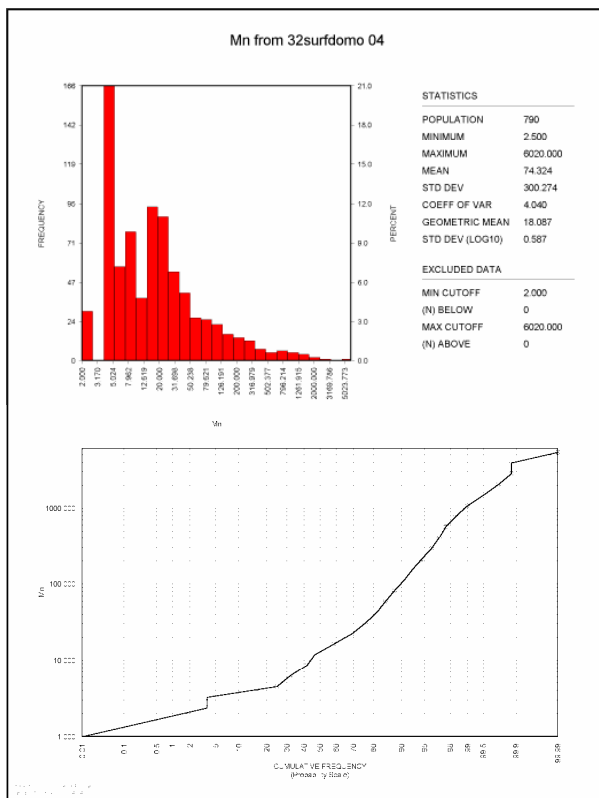 Mn from 32surfdomo 04
166
142
119
95
71
47
24
0
FREQUENCY
21.0
18.0
15.0
12.0
9.0
6.0
3.0
0.0
PERCENT
2.000
3.170
5.024
7.962
12.619
20.000
31.698
50.238
79.621
126.191
200.000
316.979
502.377
796.214
1261.915
2000.000
3169.786
5023.773
Mn
STATISTICS
POPULATION 790
MINIMUM 2.500
MAXIMUM 6020.000
MEAN 74.324
STD DEV 300.274
COEFF OF VAR 4.040
GEOMETRIC MEAN 18.087
STD DEV (LOG10) 0.587
EXCLUDED DATA
MIN CUTOFF 2.000
(N) BELOW 0
MAX CUTOFF 6020.000
(N) ABOVE 0
1000.000
100.000
10.000
1.000
Mn
0.01
0.1
0.5
1
2
5
10
20
30
40
50
60
70
80
90
95
98
99
99.5
99.9
99.99
CUMULATIVE FREQUENCY
(Probability Scale)